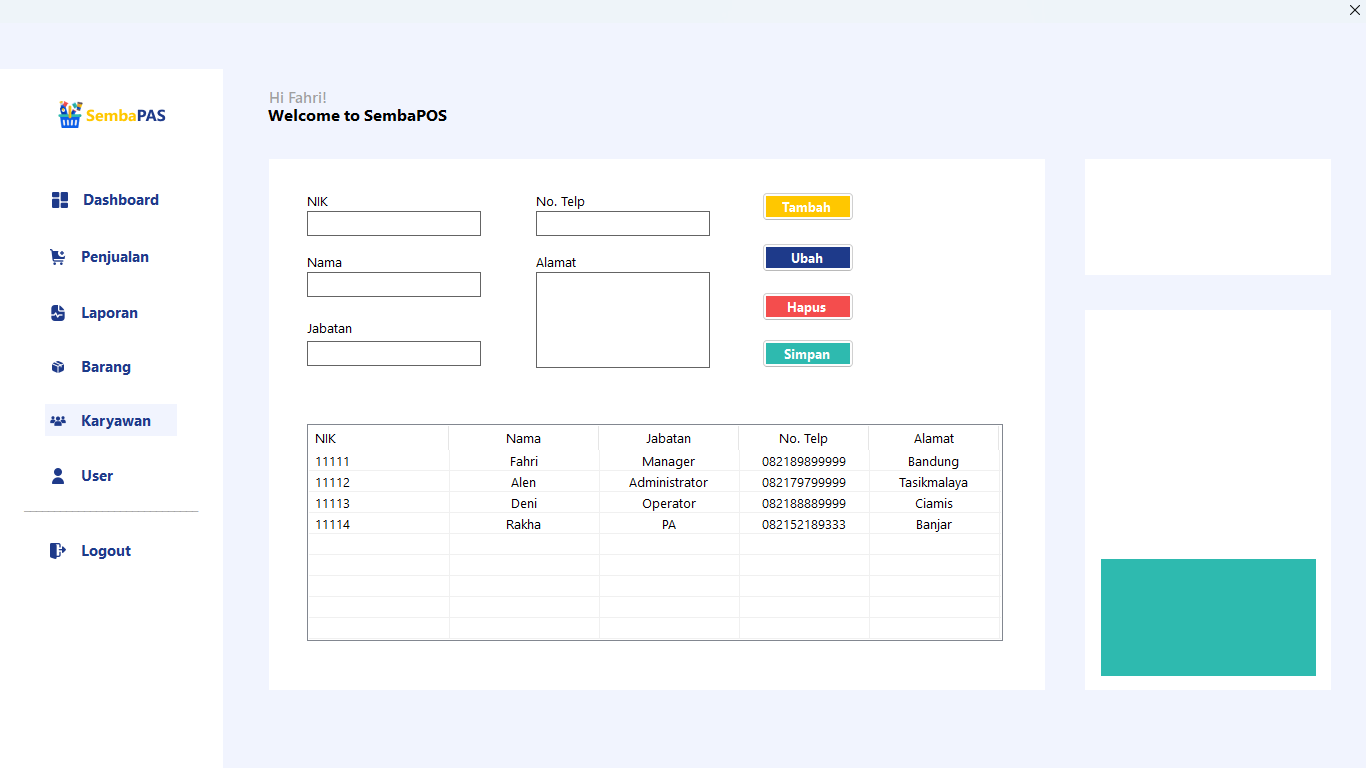 SembaPAS
Hi Fahri!
Welcome to SembaPOS
Dashboard
Penjualan
Laporan
Barang
Karyawan
User
Logout
NIK
No. Telp
Tambah
Nama
Alamat
Ubah
Jabatan
Hapus
Simpan
NIK Nama Jabatan No. Telp Alamat
11111 Fahri Manager 082189899999 Bandung
11112 Alen Administrator 082179799999 Tasikmalaya
11113 Deni Operator 082188889999 Ciamis
11114 Rakha PA 082152189333 Banjar